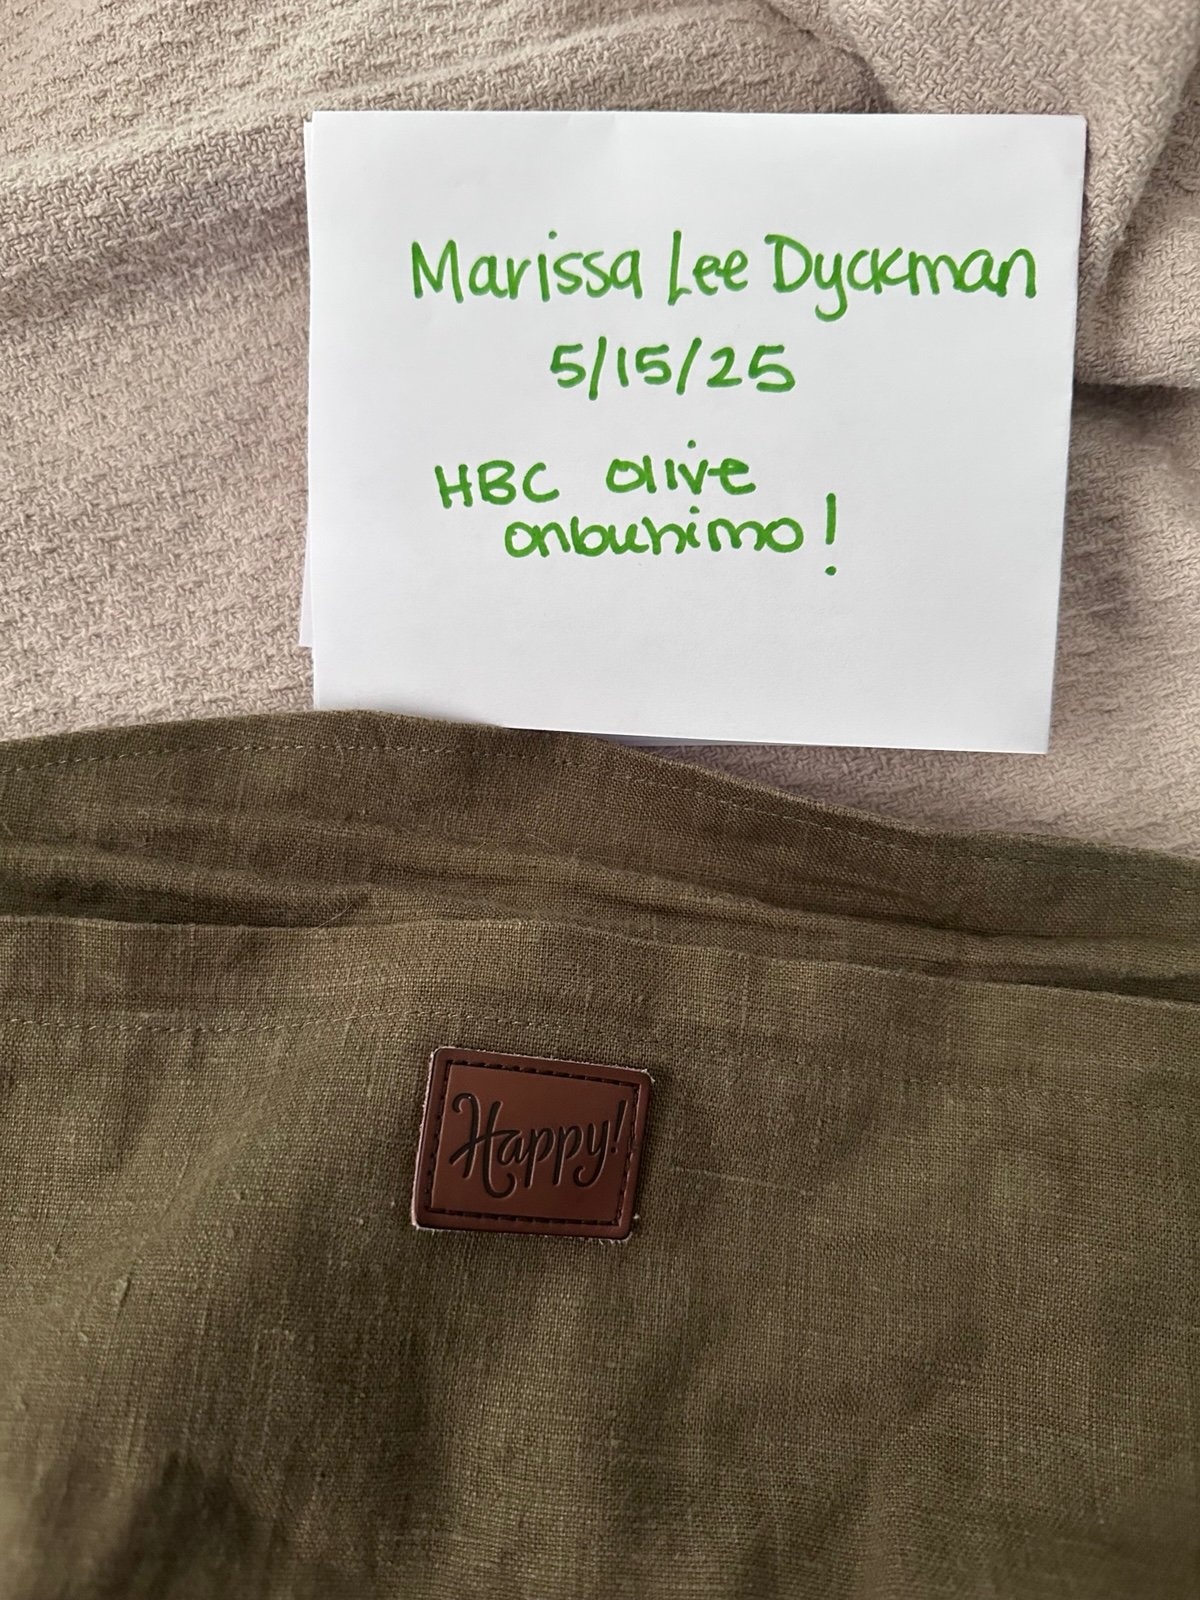 Marissa Lee Dyckman
5/15/25
HBC olive
onbuhimo!
Happy!